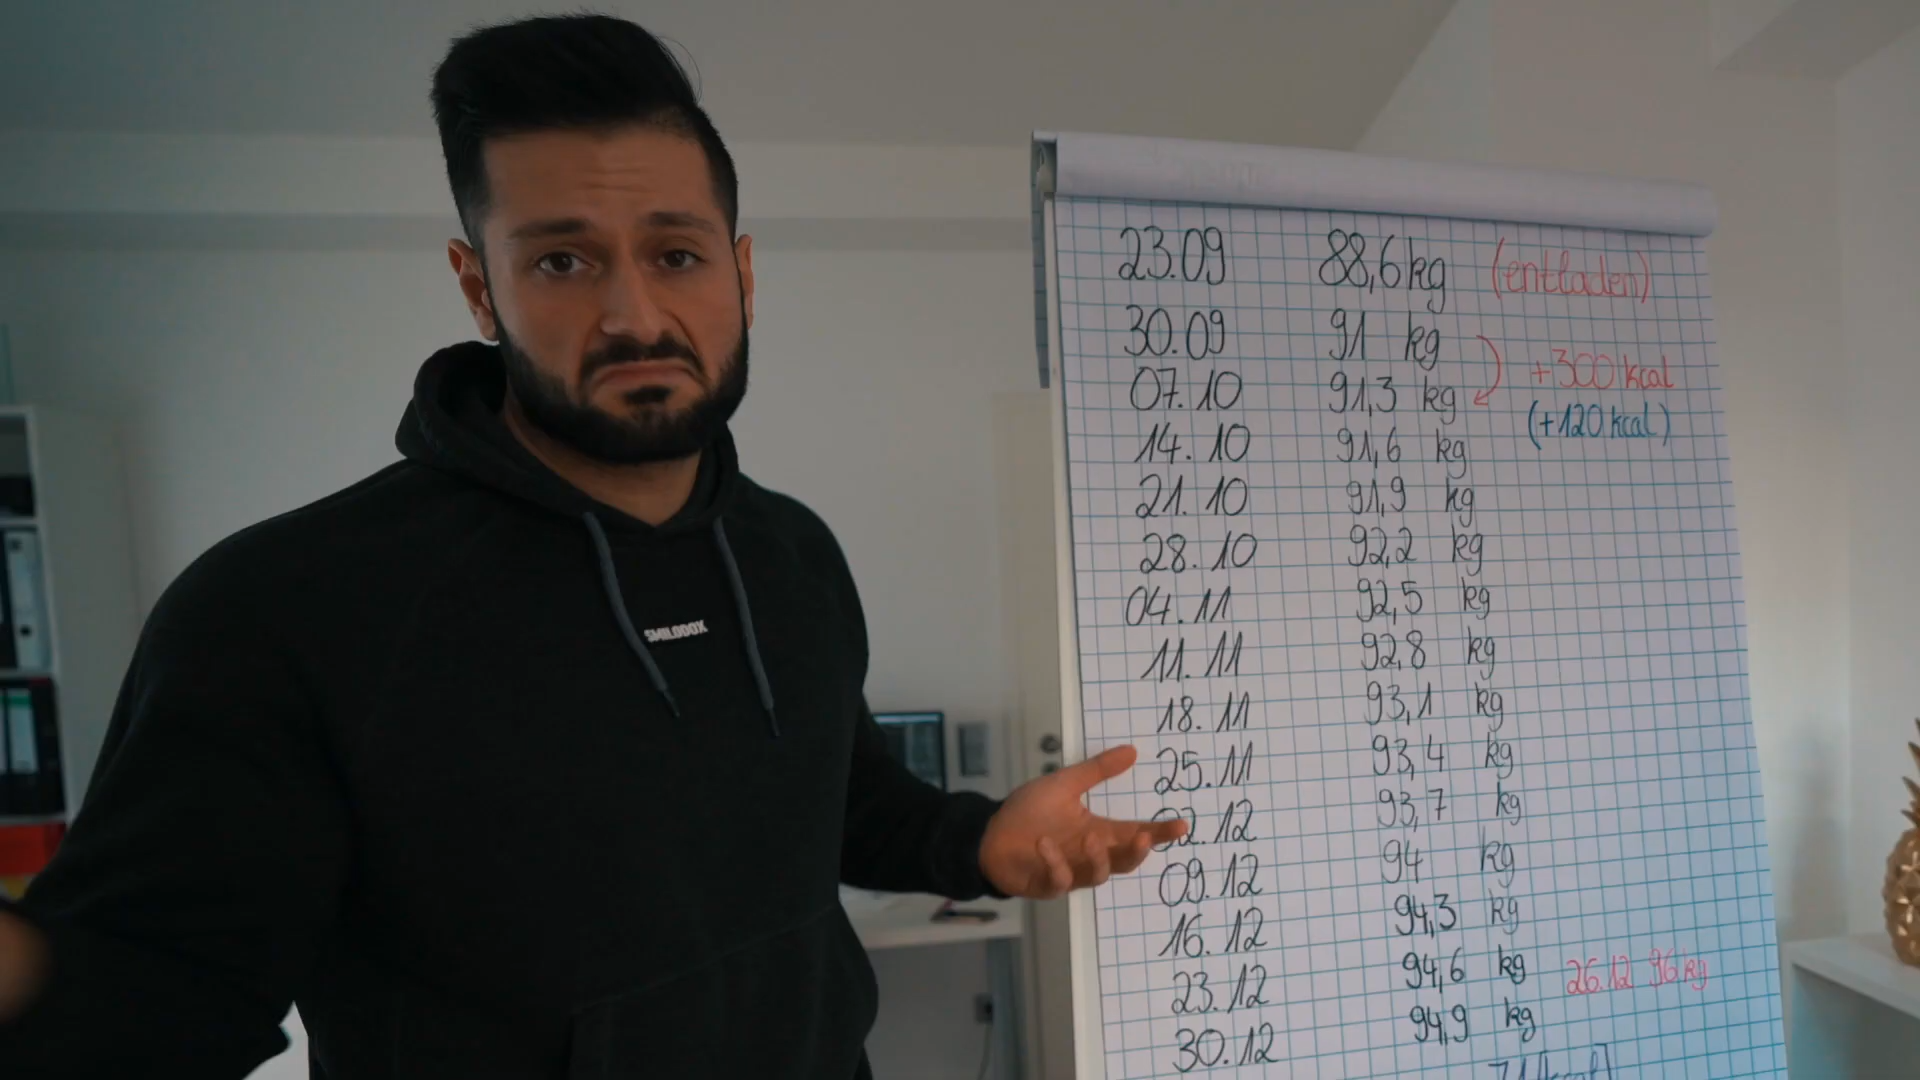 23.09 88,6 kg (entladen)
30.09 91 kg
+300 kcal
07.10 91,3 kg
(+120 kcal)
14.10 91,6 kg
21.10 91,9 kg
28.10 92,2 kg
04.11 92,5 kg
11.11 92,8 kg
18.11 93,1 kg
25.11 93,4 kg
02.12 93,7 kg
09.12 94 kg
16.12 94,3 kg
23.12 94,6 kg 26.12 96 kg
30.12 94,9 kg
SMILODOX